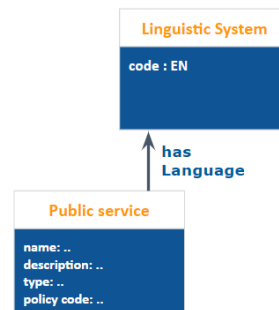 Linguistic System
code : EN
has
Language
Public service
name: ..
description: ..
type: ..
policy code: ..